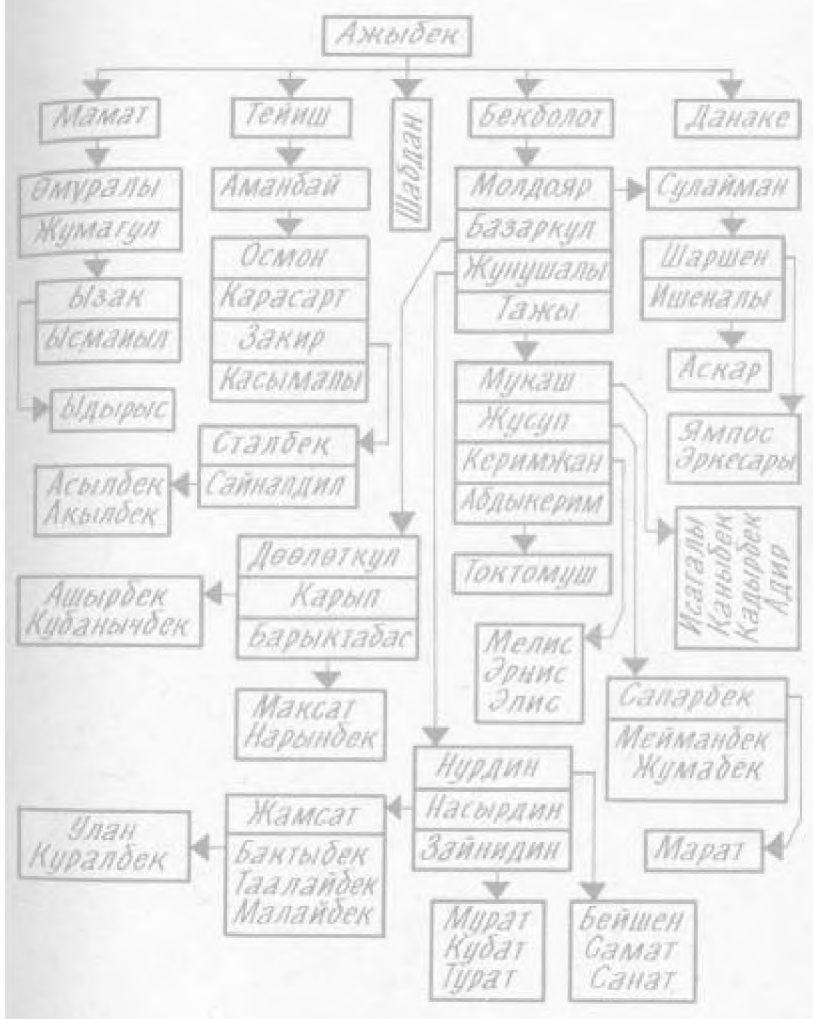 Ажыбек
Мамат
Тейиш
Шабдан
Бекболот
Данаке
Өмүралы
Жумагул
Аманбай
Молдояр
Базаркул
Жунушалы
Тажы
Сулайман
Ызак
Ысмайыл
Осмон
Карасарт
Закир
Касымалы
Шаршен
Ишеналы
Аскар
Ыдырыс
Мукаш
Жусуп
Керимжан
Абдыкерим
Ямпос
Эркесары
Сталбек
Сайналдил
Асылбек
Акылбек
Токтомуш
Исагалы
Каныбек
Кадырбек
Адир
Дөөлөткул
Карып
Барыктабас
Ашырбек
Кубанычбек
Мелис
Эрнис
Элис
Максат
Нарынбек
Сапарбек
Мейманбек
Жумабек
Нурдин
Насырдин
Зайнидин
Жамсат
Бактыбек
Таалайбек
Малайбек
Улан
Куралбек
Марат
Мурат
Кубат
Турат
Бейшен
Самат
Санат